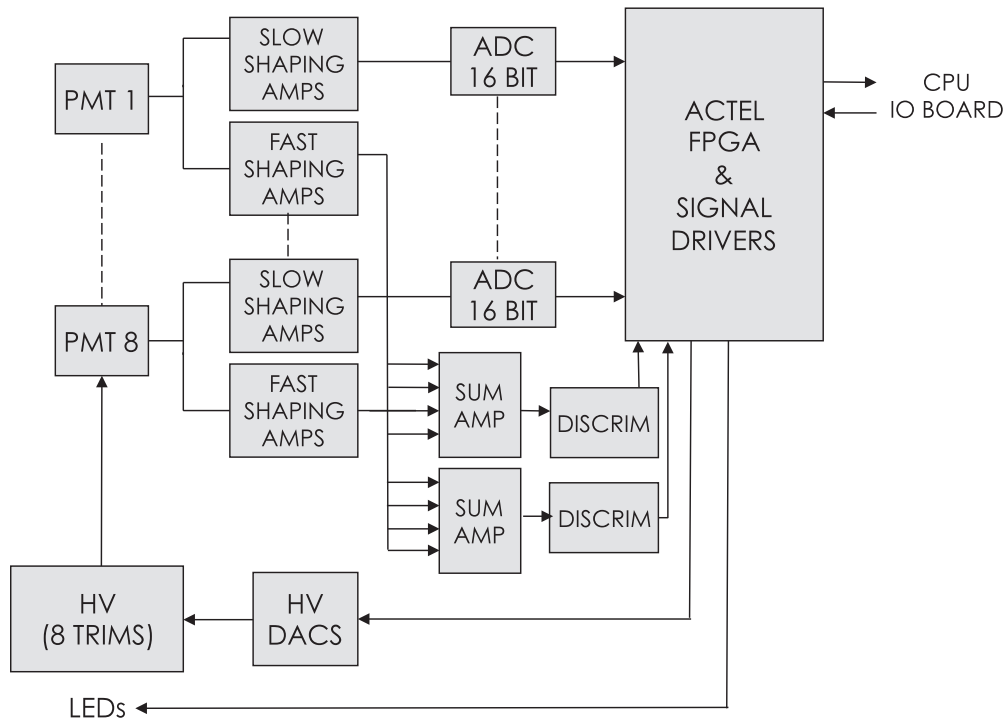 PMT 1
SLOW
SHAPING
AMPS
FAST
SHAPING
AMPS
ADC
16 BIT
ACTEL
FPGA
&
SIGNAL
DRIVERS
CPU
IO BOARD
PMT 8
SLOW
SHAPING
AMPS
FAST
SHAPING
AMPS
ADC
16 BIT
SUM
AMP
DISCRIM
SUM
AMP
DISCRIM
HV
(8 TRIMS)
HV
DACS
LEDs